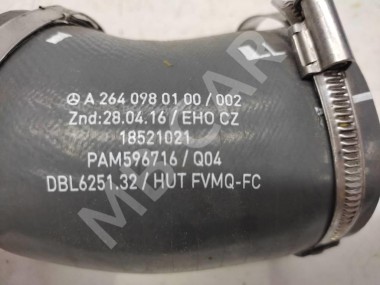 A 264 098 01 00 / 002
Znd:28.04.16 / EHO CZ
18521021
PAM596716 / Q04
DBL6251.32 / HUT FVMQ-FC